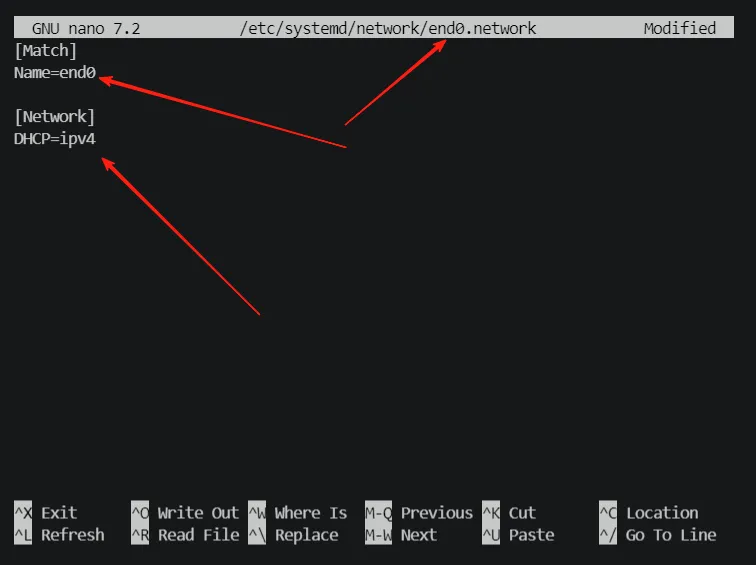 GNU nano 7.2 /etc/systemd/network/end0.network Modified
[Match]
Name=end0
[Network]
DHCP=ipv4
^X Exit ^O Write Out ^W Where Is M-Q Previous ^K Cut ^C Location
^L Refresh ^R Read File ^\ Replace M-W Next ^U Paste ^/ Go To Line